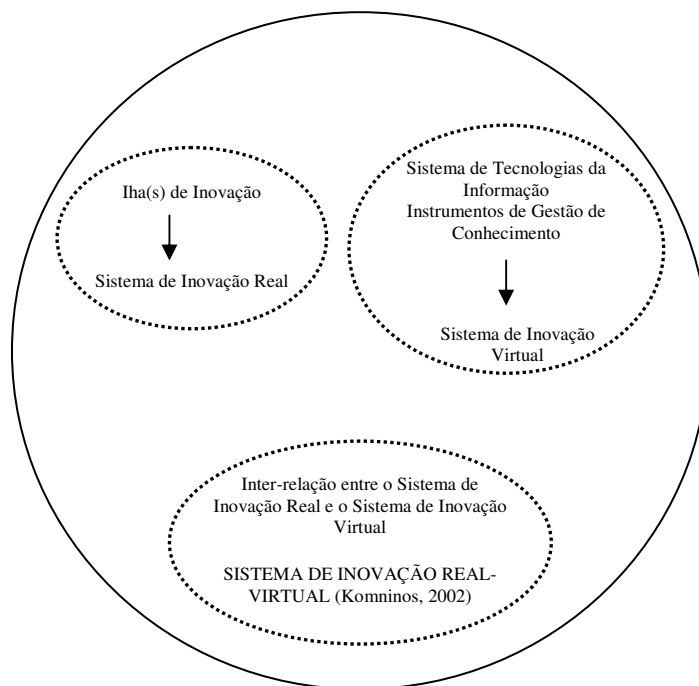 Iha(s) de Inovação
Sistema de Inovação Real
Sistema de Tecnologias da
Informação
Instrumentos de Gestão de
Conhecimento
Sistema de Inovação
Virtual
Inter-relação entre o Sistema de
Inovação Real e o Sistema de Inovação
Virtual
SISTEMA DE INOVAÇÃO REAL-
VIRTUAL (Komninos, 2002)